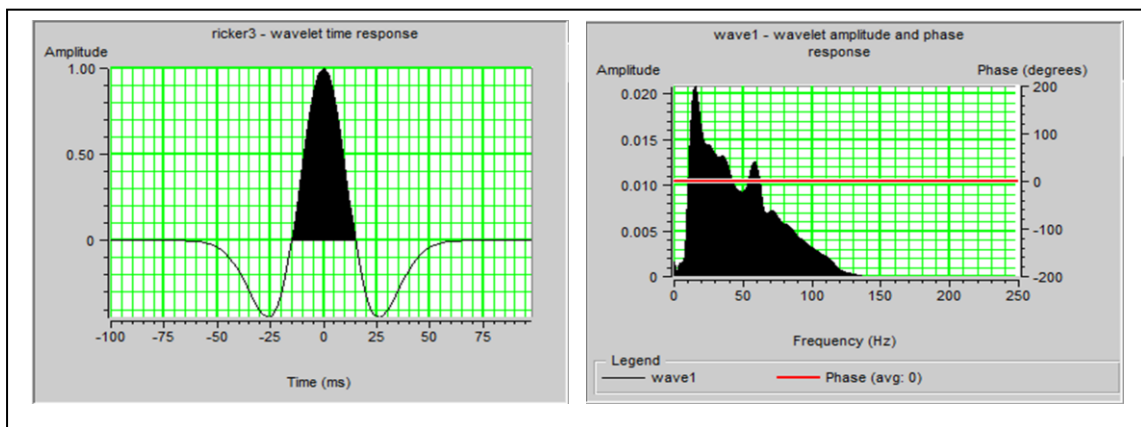 ricker3 - wavelet time response
Amplitude
1.00
0.50
0
-100 -75 -50 -25 0 25 50 75
Time (ms)
wave1 - wavelet amplitude and phase
response
Amplitude Phase (degrees)
0.020 200
0.015 100
0.010 0
0.005 -100
0 -200
0 50 100 150 200 250
Frequency (Hz)
Legend
wave1 Phase (avg: 0)